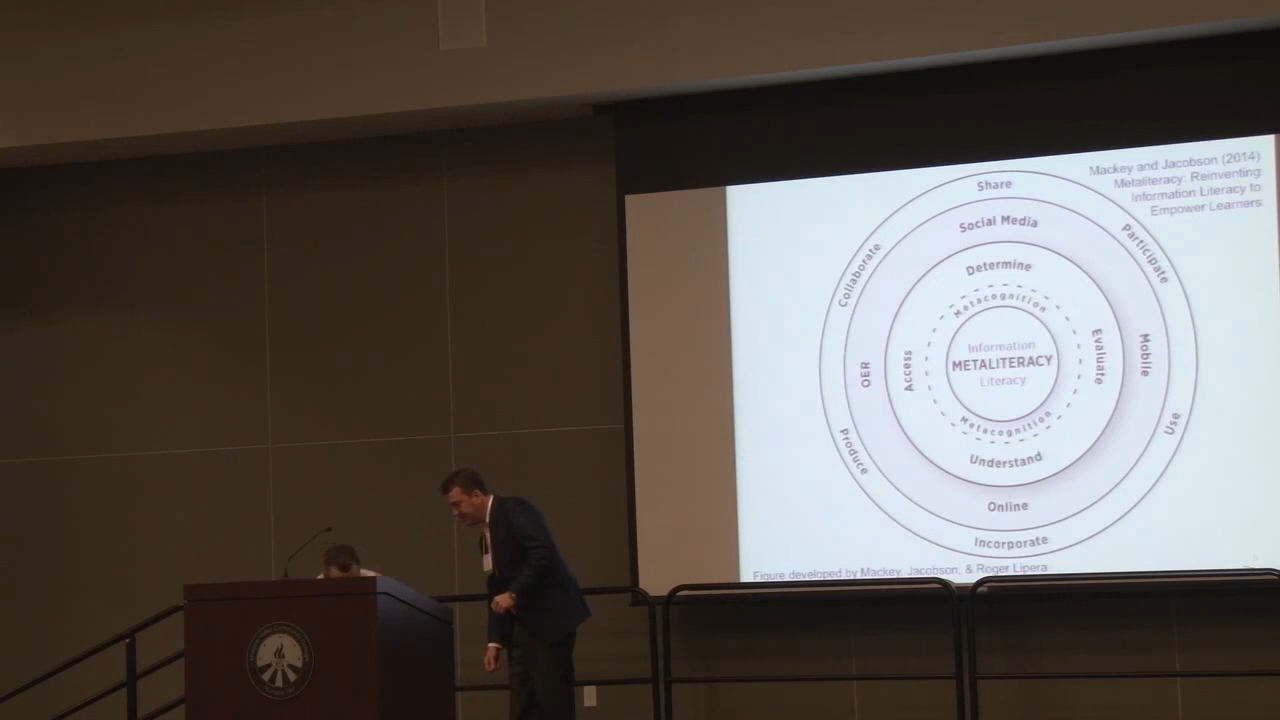 Mackey and Jacobson (2014)
Metaliteracy: Reinventing
Information Literacy to
Empower Learners
Share
Collaborate
Participate
Social Media
Determine
Metacognition
Information
METALITERACY
Literacy
Metacognition
OER
Access
Evaluate
Mobile
Use
Produce
Understand
Online
Incorporate
Figure developed by Mackey, Jacobson, & Roger Lipera